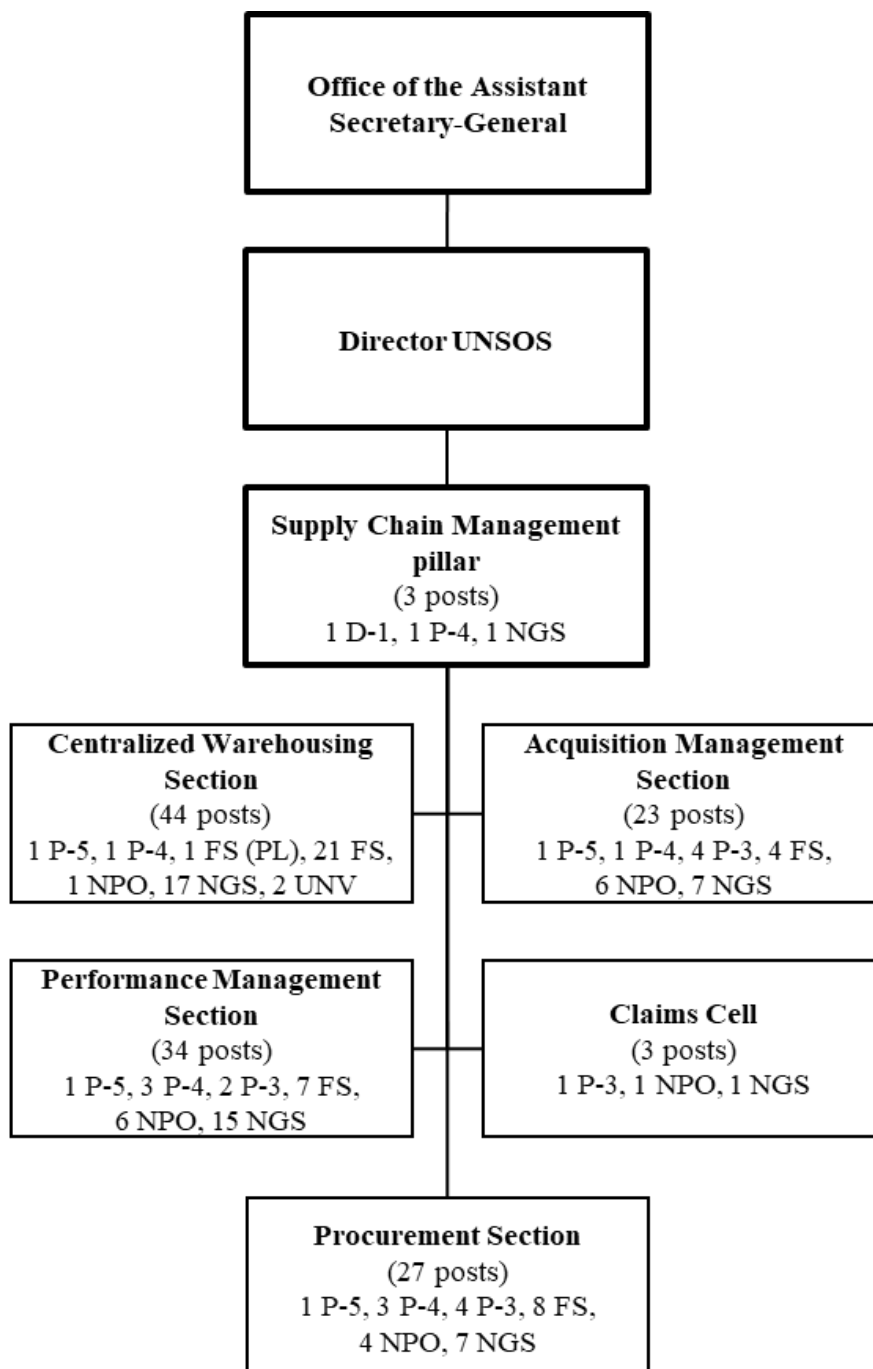 Office of the Assistant
Secretary-General
Director UNSOS
Supply Chain Management
pillar
(3 posts)
1 D-1, 1 P-4, 1 NGS
Centralized Warehousing
Section
(44 posts)
1 P-5, 1 P-4, 1 FS (PL), 21 FS,
1 NPO, 17 NGS, 2 UNV
Acquisition Management
Section
(23 posts)
1 P-5, 1 P-4, 4 P-3, 4 FS,
6 NPO, 7 NGS
Performance Management
Section
(34 posts)
1 P-5, 3 P-4, 2 P-3, 7 FS,
6 NPO, 15 NGS
Claims Cell
(3 posts)
1 P-3, 1 NPO, 1 NGS
Procurement Section
(27 posts)
1 P-5, 3 P-4, 4 P-3, 8 FS,
4 NPO, 7 NGS